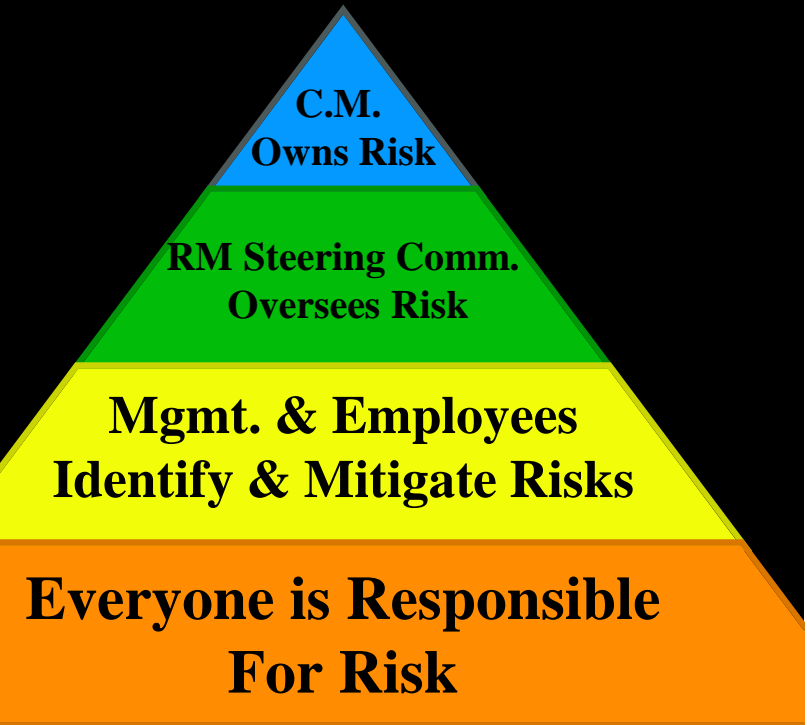 C.M.
Owns Risk
RM Steering Comm.
Oversees Risk
Mgmt. & Employees
Identify & Mitigate Risks
Everyone is Responsible
For Risk